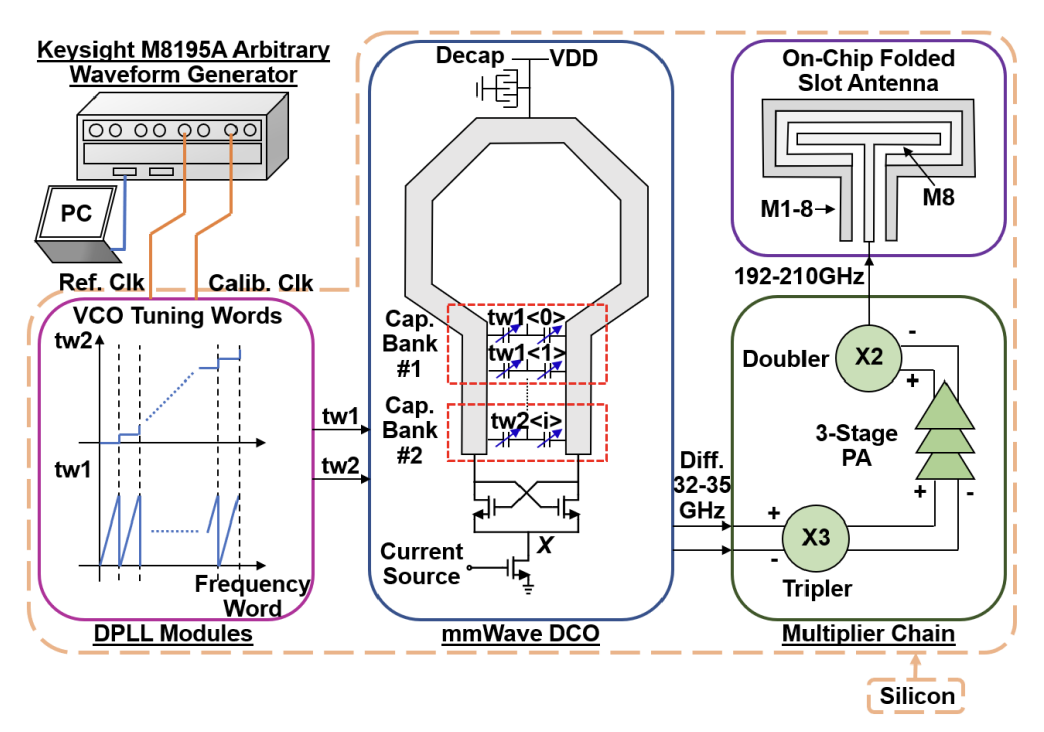 Keysight M8195A Arbitrary
Waveform Generator
PC
Ref. Clk
Calib. Clk
VCO Tuning Words
tw2
tw1
Frequency
Word
DPLL Modules
tw1
tw2
Decap
VDD
Cap.
Bank
#1
tw1<0>
tw1<1>
Cap.
Bank
#2
tw2<i>
X
Current
Source
mmWave DCO
Diff.
32-35
GHz
On-Chip Folded
Slot Antenna
M1-8
M8
192-210GHz
Doubler
X2
-
+
3-Stage
PA
+
-
+
X3
-
Tripler
Multiplier Chain
Silicon